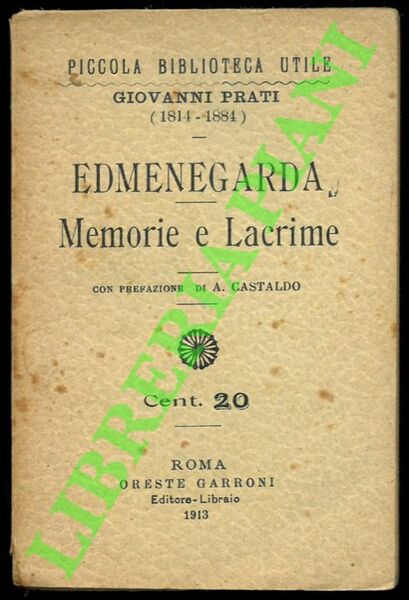 PICCOLA BIBLIOTECA UTILE
GIOVANNI PRATI
(1814-1884)
EDMENEGARDA
Memorie e Lacrime
CON PREFAZIONE DI A. CASTALDO
Cent. 20
ROMA
ORESTE GARRONI
Editore-Libraio
1913
LIBRERIA PIANI